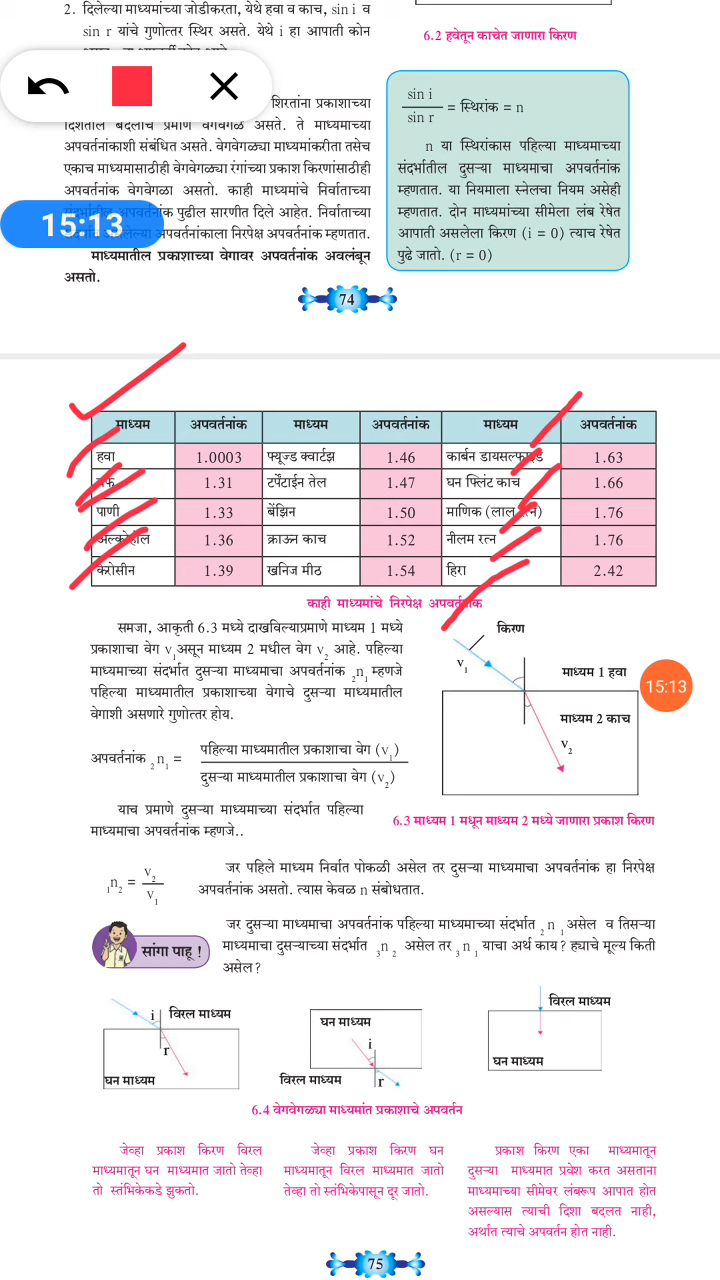 2. दिलेल्या माध्यमांच्या जोडीकरता, येथे हवा व काच, sin i व
sin r यांचे गुणोत्तर स्थिर असते. येथे i हा आपाती कोन
6.2 हवेतून काचेत जाणारा किरण
शिरतांना प्रकाशाच्या
दिशेतील बदलाचे प्रमाण वेगवेगळे असते. ते माध्यमाच्या
अपवर्तनांकाशी संबंधित असते. वेगवेगळ्या माध्यमांकरीता तसेच
एकाच माध्यमासाठीही वेगवेगळ्या रंगांच्या प्रकाश किरणांसाठीही
अपवर्तनांक वेगवेगळा असतो. काही माध्यमांचे निर्वाताच्या
संदर्भातील अपवर्तनांक पुढील सारणीत दिले आहेत. निर्वाताच्या
अपवर्तनांकाला निरपेक्ष अपवर्तनांक म्हणतात.
माध्यमातील प्रकाशाच्या वेगावर अपवर्तनांक अवलंबून
असतो.
15:13
sin i
sin r
= स्थिरांक = n
n या स्थिरांकास पहिल्या माध्यमाच्या
संदर्भातील दुसऱ्या माध्यमाचा अपवर्तनांक
म्हणतात. या नियमाला स्नेलचा नियम असेही
म्हणतात. दोन माध्यमांच्या सीमेला लंब रेषेत
आपाती असलेला किरण (i = 0) त्याच रेषेत
पुढे जातो. (r = 0)
74
माध्यम अपवर्तनांक माध्यम अपवर्तनांक माध्यम अपवर्तनांक
हवा 1.0003 फ्यूज्ड क्वार्टझ 1.46 कार्बन डायसल्फाइड 1.63
बर्फ 1.31 टर्पेंटाईन तेल 1.47 घन फ्लिंट काच 1.66
पाणी 1.33 बेंझिन 1.50 माणिक (लाल रत्न) 1.76
अल्कोहोल 1.36 क्राऊन काच 1.52 नीलम रत्न 1.76
केरोसीन 1.39 खनिज मीठ 1.54 हिरा 2.42
काही माध्यमांचे निरपेक्ष अपवर्तनांक
समजा, आकृती 6.3 मध्ये दाखविल्याप्रमाणे माध्यम 1 मध्ये
प्रकाशाचा वेग v₁ असून माध्यम 2 मधील वेग v₂ आहे. पहिल्या
माध्यमाच्या संदर्भात दुसऱ्या माध्यमाचा अपवर्तनांक ₂n₁ म्हणजे
पहिल्या माध्यमातील प्रकाशाच्या वेगाचे दुसऱ्या माध्यमातील
वेगाशी असणारे गुणोत्तर होय.
अपवर्तनांक ₂n₁ =
पहिल्या माध्यमातील प्रकाशाचा वेग (v₁)
दुसऱ्या माध्यमातील प्रकाशाचा वेग (v₂)
याच प्रमाणे दुसऱ्या माध्यमाच्या संदर्भात पहिल्या
माध्यमाचा अपवर्तनांक म्हणजे..
किरण
v₁
माध्यम 1 हवा
माध्यम 2 काच
v₂
15:13
6.3 माध्यम 1 मधून माध्यम 2 मध्ये जाणारा प्रकाश किरण
₁n₂ =
v₂
v₁
जर पहिले माध्यम निर्वात पोकळी असेल तर दुसऱ्या माध्यमाचा अपवर्तनांक हा निरपेक्ष
अपवर्तनांक असतो. त्यास केवळ n संबोधतात.
सांगा पाहू !
जर दुसऱ्या माध्यमाचा अपवर्तनांक पहिल्या माध्यमाच्या संदर्भात ₂n₁ असेल व तिसऱ्या
माध्यमाचा दुसऱ्याच्या संदर्भात ₃n₂ असेल तर ₃n₁ याचा अर्थ काय? ह्याचे मूल्य किती
असेल?
i विरल माध्यम
r
घन माध्यम
घन माध्यम
i
विरल माध्यम r
विरल माध्यम
घन माध्यम
6.4 वेगवेगळ्या माध्यमांत प्रकाशाचे अपवर्तन
जेव्हा प्रकाश किरण विरल
माध्यमातून घन माध्यमात जातो तेव्हा
तो स्तंभिकेकडे झुकतो.
जेव्हा प्रकाश किरण घन
माध्यमातून विरल माध्यमात जातो
तेव्हा तो स्तंभिकेपासून दूर जातो.
प्रकाश किरण एका माध्यमातून
दुसऱ्या माध्यमात प्रवेश करत असताना
माध्यमाच्या सीमेवर लंबरूप आपात होत
असल्यास त्याची दिशा बदलत नाही,
अर्थात त्याचे अपवर्तन होत नाही.
75